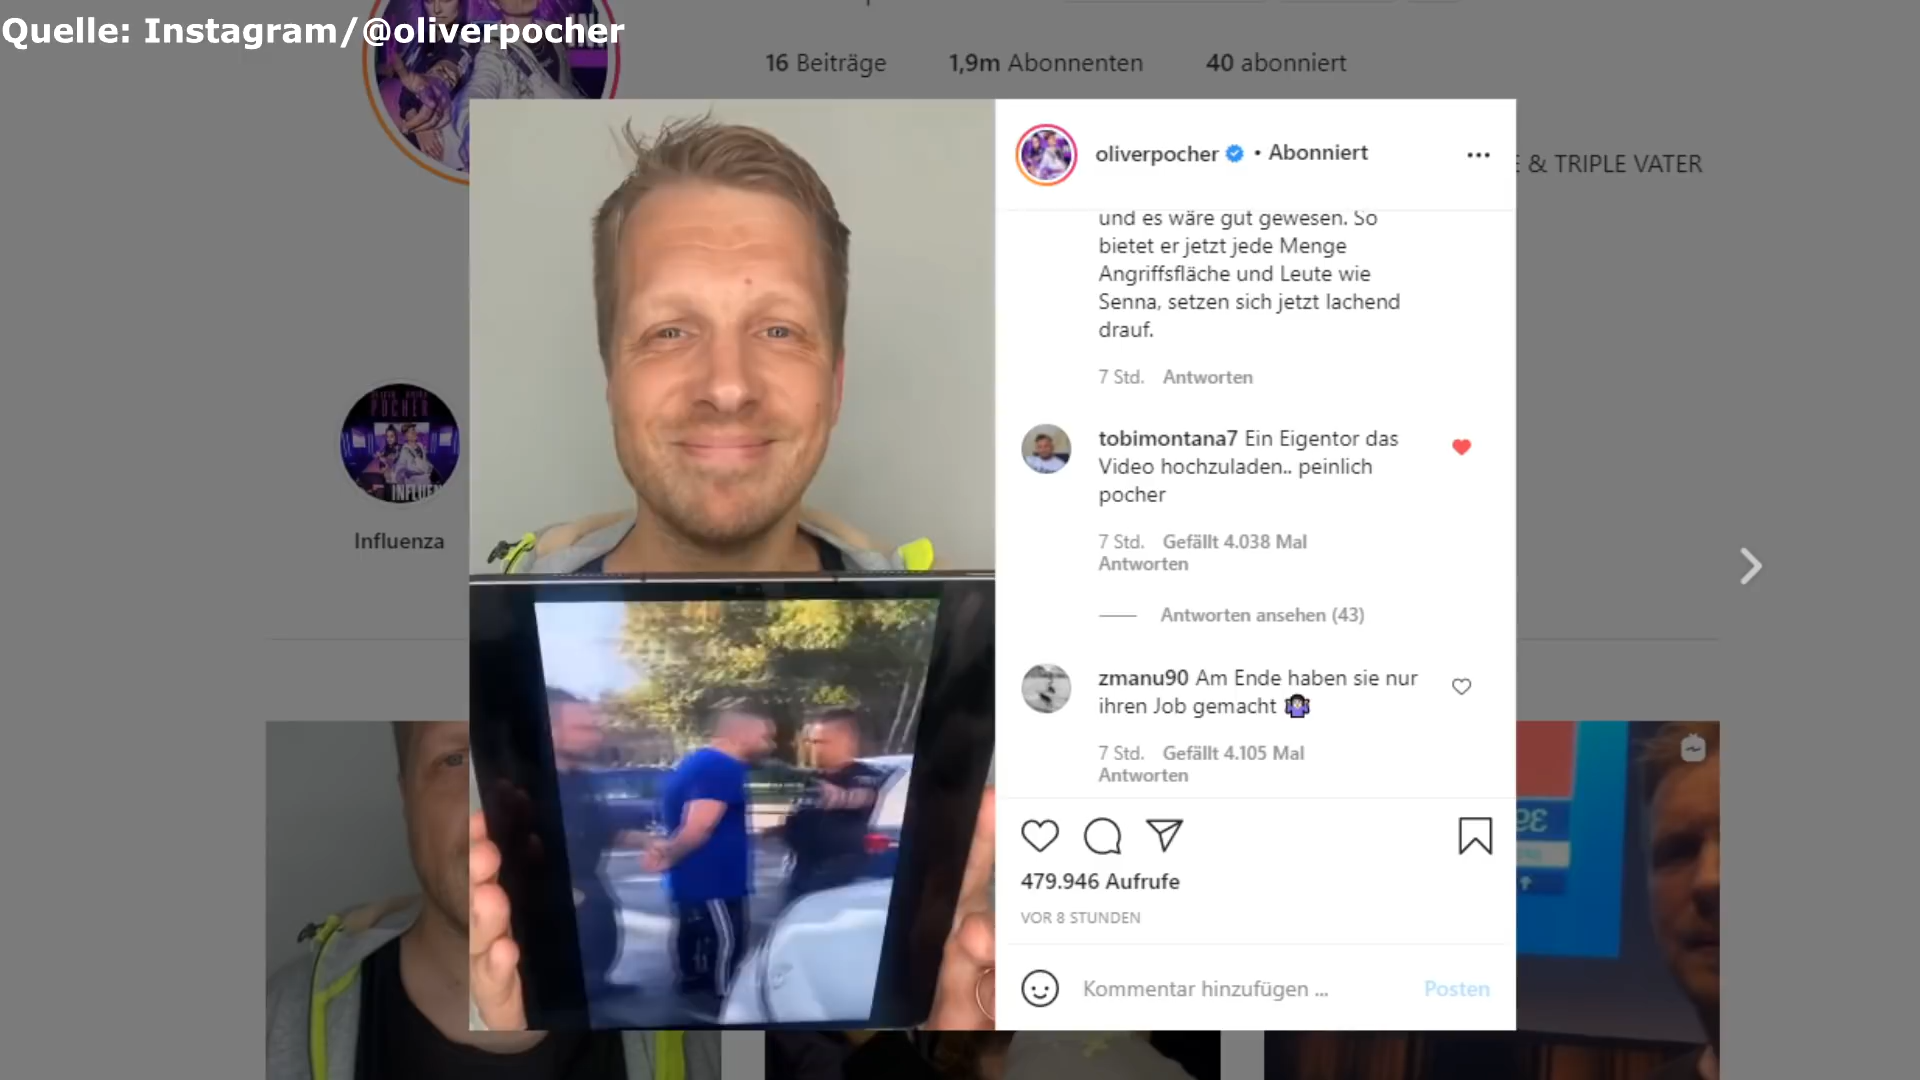 Quelle: Instagram/@oliverpocher
16 Beiträge 1,9m Abonnenten 40 abonniert
& TRIPLE VATER
oliverpocher • Abonniert
und es wäre gut gewesen. So
bietet er jetzt jede Menge
Angriffsfläche und Leute wie
Senna, setzen sich jetzt lachend
drauf.
7 Std. Antworten
tobimontana7 Ein Eigentor das
Video hochzuladen.. peinlich
pocher
7 Std. Gefällt 4.038 Mal
Antworten
Antworten ansehen (43)
zmanu90 Am Ende haben sie nur
ihren Job gemacht 🤷🏻‍♀️
7 Std. Gefällt 4.105 Mal
Antworten
479.946 Aufrufe
VOR 8 STUNDEN
Kommentar hinzufügen ... Posten
POCHER
Influenza